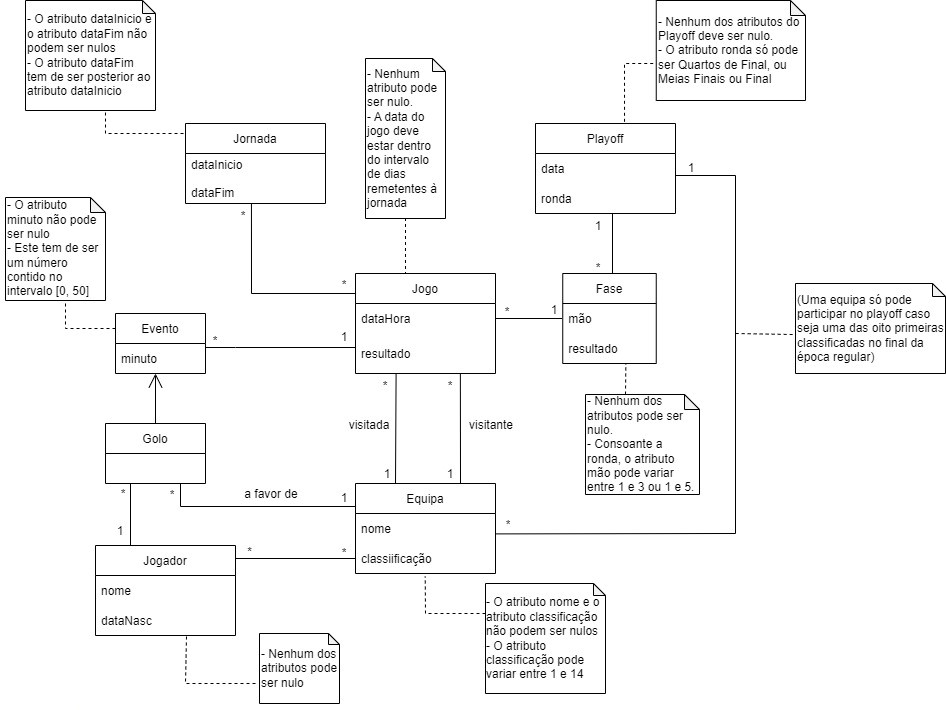 - O atributo dataInicio e
o atributo dataFim não
podem ser nulos
- O atributo dataFim
tem de ser posterior ao
atributo dataInicio
- Nenhum dos atributos do
Playoff deve ser nulo.
- O atributo ronda só pode
ser Quartos de Final, ou
Meias Finais ou Final
- Nenhum
atributo pode
ser nulo.
- A data do
jogo deve
estar dentro
do intervalo
de dias
remetentes à
jornada
Jornada
dataInicio
dataFim
*
*
Playoff
data
ronda
1
1
*
- O atributo
minuto não pode
ser nulo
- Este tem de ser
um número
contido no
intervalo [0, 50]
Jogo
dataHora
resultado
*
1
Fase
mão
resultado
(Uma equipa só pode
participar no playoff caso
seja uma das oito primeiras
classificadas no final da
época regular)
Evento
minuto
*
1
*
*
visitada
visitante
1
1
- Nenhum dos
atributos pode ser
nulo.
- Consoante a
ronda, o atributo
mão pode variar
entre 1 e 3 ou 1 e 5.
Golo
*
*
a favor de
1
1
Equipa
nome
classiificação
*
Jogador
nome
dataNasc
*
*
- O atributo nome e o
atributo classificação
não podem ser nulos
- O atributo
classificação pode
variar entre 1 e 14
- Nenhum dos
atributos pode
ser nulo